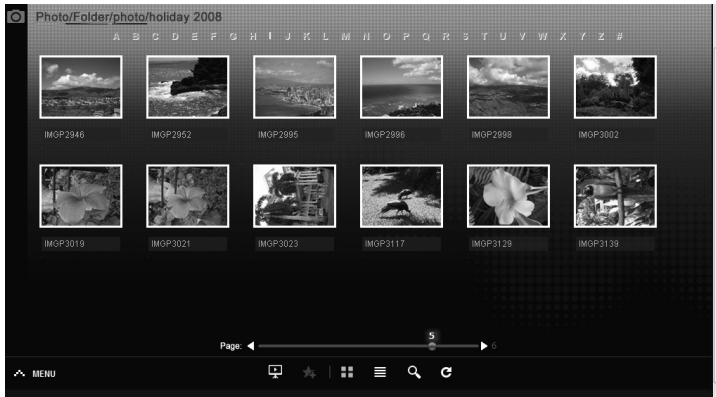 Photo/Folder/photo/holiday 2008
A B C D E F G H I J K L M N O P Q R S T U V W X Y Z #
IMGP2946 IMGP2952 IMGP2995 IMGP2996 IMGP2998 IMGP3002
IMGP3019 IMGP3021 IMGP3023 IMGP3117 IMGP3129 IMGP3139
5
Page: 6
MENU